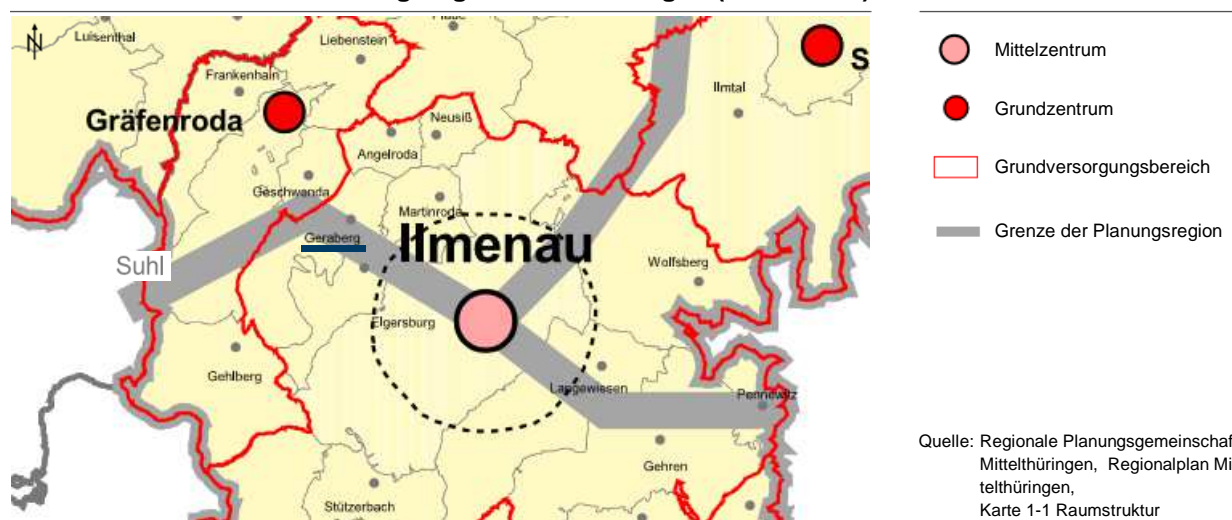 Luisenthal
Liebenstein
Frankenhain
Gräfenroda
Neusiß
Angelroda
Ilmtal
S
Geschwanda
Martinroda
Geraberg
Ilmenau
Suhl
Wolfsberg
Elgersburg
Gehlberg
Langewissen
Pennewitz
Gehren
Stützerbach
Mittelzentrum
Grundzentrum
Grundversorgungsbereich
Grenze der Planungsregion
Quelle: Regionale Planungsgemeinschaf
Mittelthüringen, Regionalplan Mi
telthüringen,
Karte 1-1 Raumstruktur